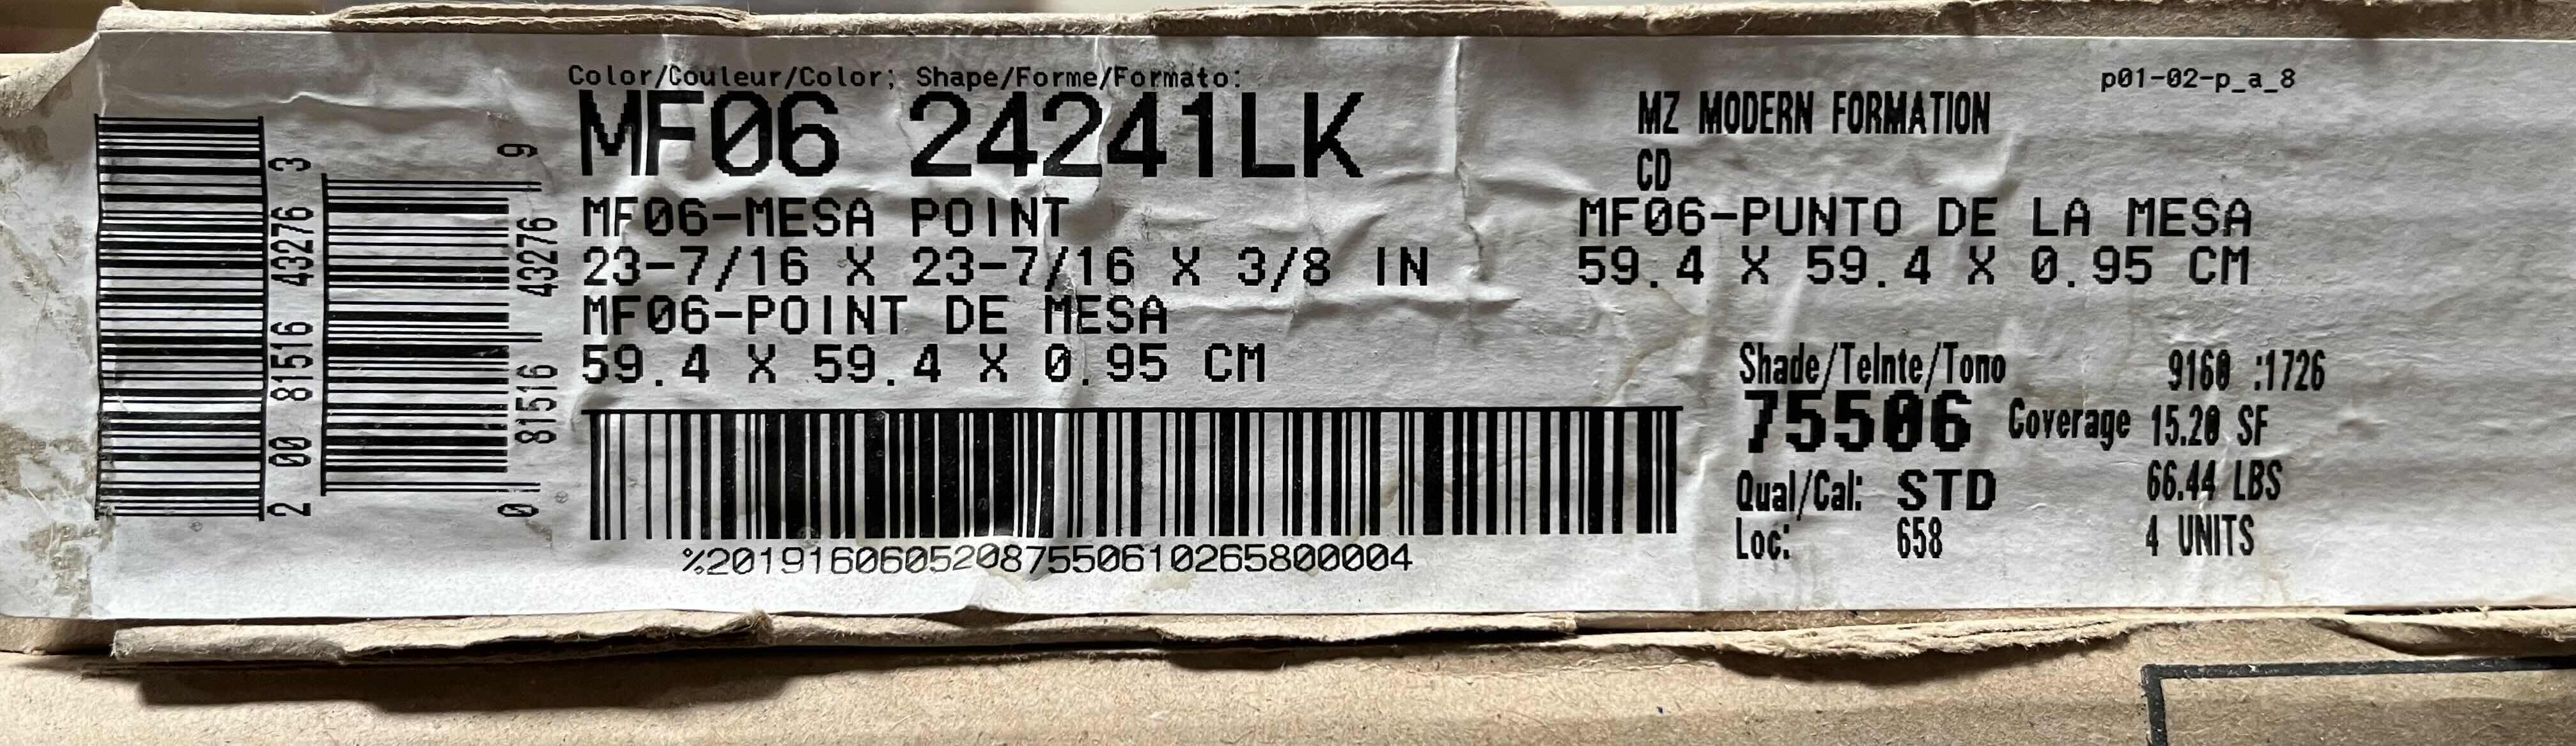 Color/Couleur/Color; Shape/Forme/Formato:
MF06 24241LK
MF06-MESA POINT
23-7/16 X 23-7/16 X 3/8 IN
MF06-POINT DE MESA
59.4 X 59.4 X 0.95 CM
%20191606052087550610265800004
p01-02-p_a_8
MZ MODERN FORMATION
CD
MF06-PUNTO DE LA MESA
59.4 X 59.4 X 0.95 CM
Shade/Telnte/Tono 9160 :1726
75506 Coverage 15.20 SF
66.44 LBS
Qual/Cal: STD
Loc: 658 4 UNITS
2 00 81516 43276 3
0 81516 43276 9